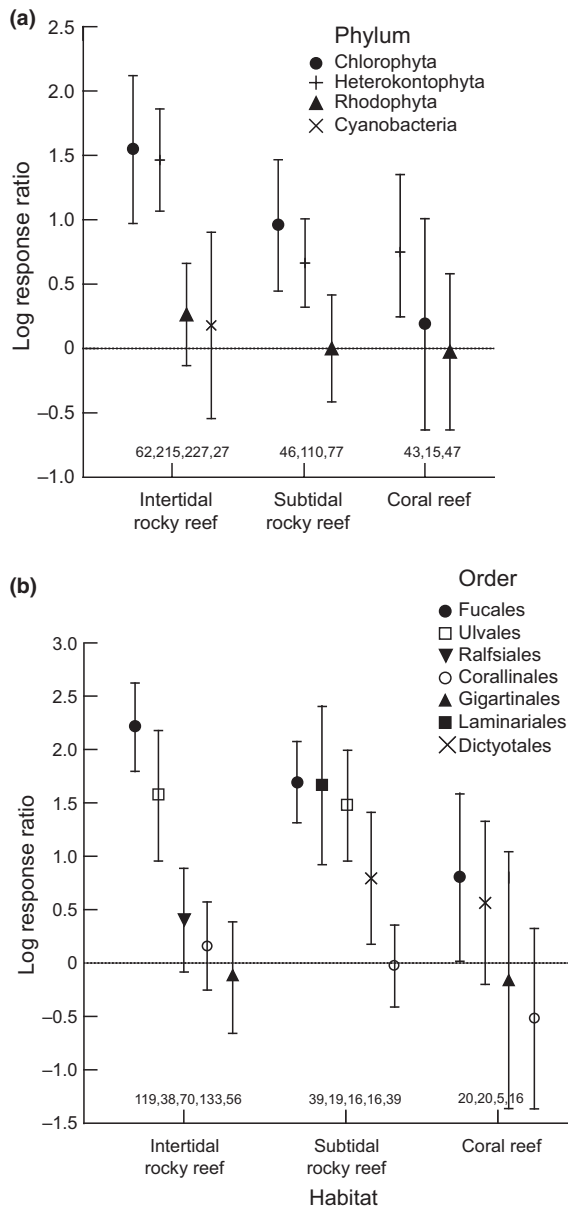 (a)
Phylum
Chlorophyta
Heterokontophyta
Rhodophyta
Cyanobacteria
2.5
2.0
1.5
1.0
0.5
0
–0.5
–1.0
Log response ratio
62,215,227,27
46,110,77
43,15,47
Intertidal
rocky reef
Subtidal
rocky reef
Coral reef
(b)
Order
Fucales
Ulvales
Ralfsiales
Corallinales
Gigartinales
Laminariales
Dictyotales
3.0
2.5
2.0
1.5
1.0
0.5
0
–0.5
–1.0
–1.5
Log response ratio
119,38,70,133,56
39,19,16,16,39
20,20,5,16
Intertidal
rocky reef
Subtidal
rocky reef
Coral reef
Habitat